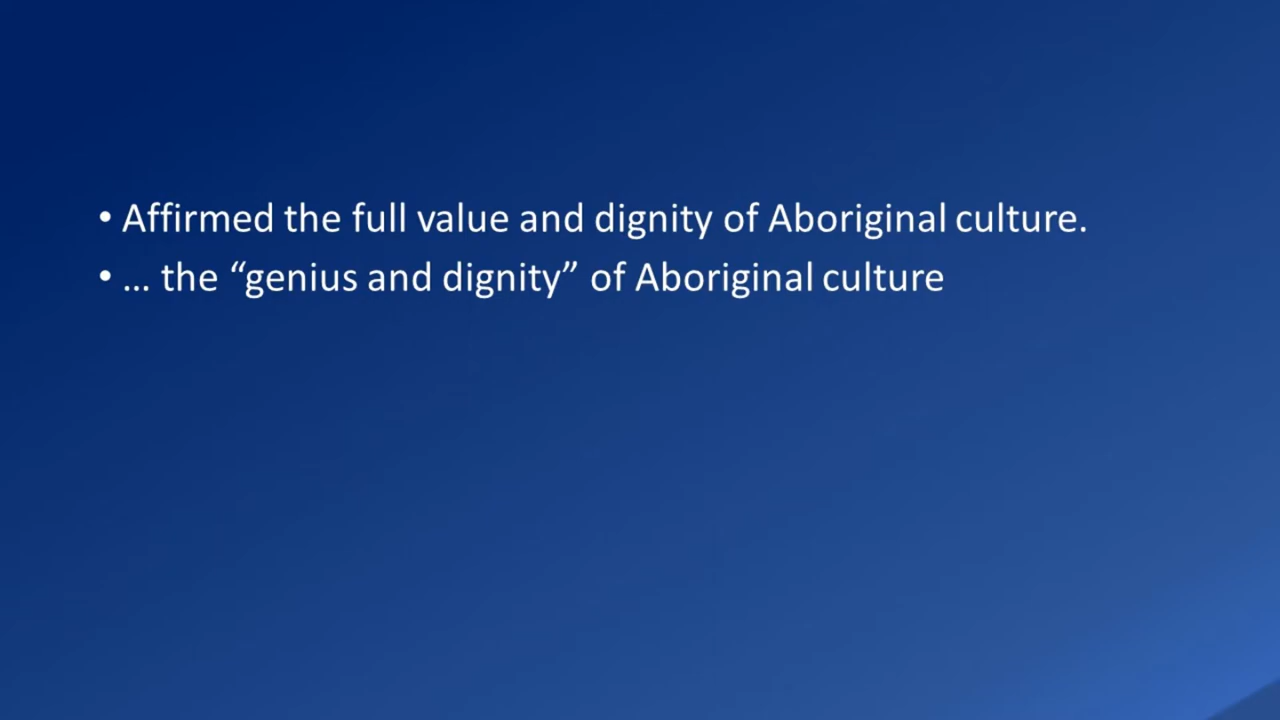 • Affirmed the full value and dignity of Aboriginal culture.
• … the “genius and dignity” of Aboriginal culture